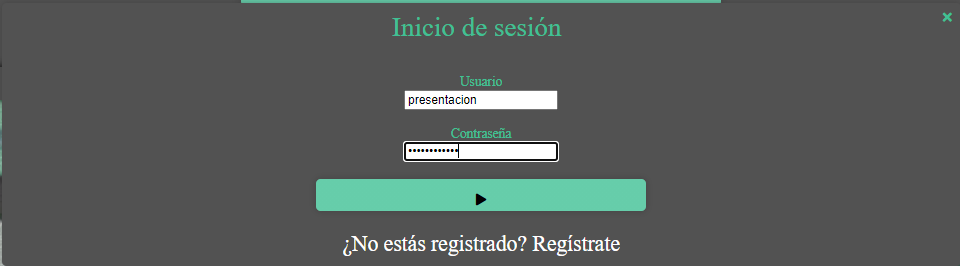 Inicio de sesión
Usuario
presentacion
Contraseña
••••••••••••
¿No estás registrado? Regístrate